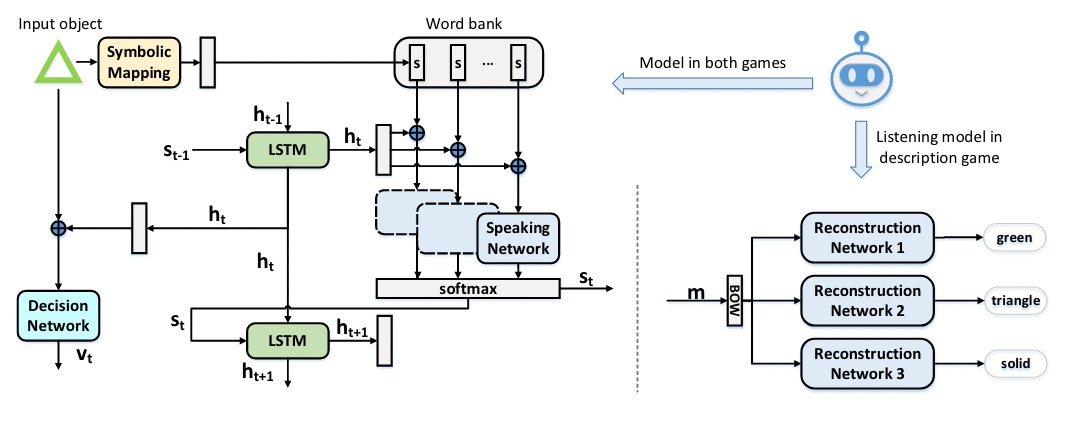 Input object
Word bank
Symbolic
Mapping
s
s
...
s
Model in both games
h_{t-1}
s_{t-1}
LSTM
h_t
Listening model in
description game
h_t
Speaking
Network
Reconstruction
Network 1
green
h_t
softmax
s_t
m
BOW
Reconstruction
Network 2
triangle
Decision
Network
s_t
LSTM
h_{t+1}
v_t
h_{t+1}
Reconstruction
Network 3
solid